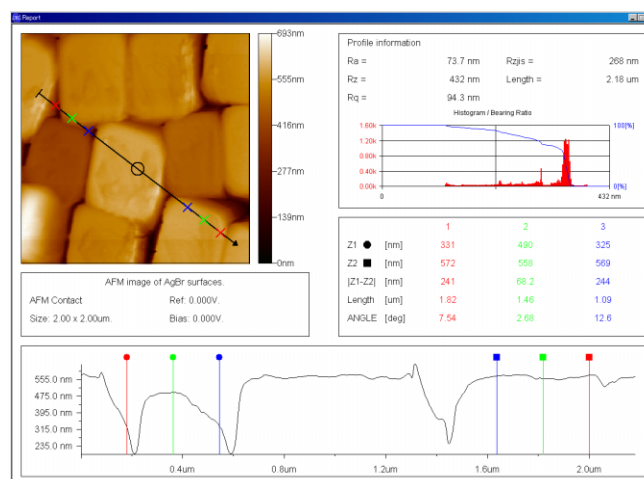 Report
693nm
555nm
416nm
277nm
139nm
0nm
AFM image of AgBr surfaces.
AFM Contact Ref: 0.000V.
Size: 2.00 x 2.00um. Bias: 0.000V.
Profile information
Ra = 73.7 nm Rzjis = 268 nm
Rz = 432 nm Length = 2.18 um
Rq = 94.3 nm
Histogram / Bearing Ratio
1.60k 100[%]
1.20k
0.80k
0.40k
0.00k 0[%]
0 432 nm
1 2 3
Z1 ● [nm] 331 490 325
Z2 ■ [nm] 572 558 569
|Z1-Z2| [nm] 241 68.2 244
Length [um] 1.82 1.46 1.09
ANGLE [deg] 7.54 2.68 12.6
555.0 nm
475.0 nm
395.0 nm
315.0 nm
235.0 nm
0.4um 0.8um 1.2um 1.6um 2.0um